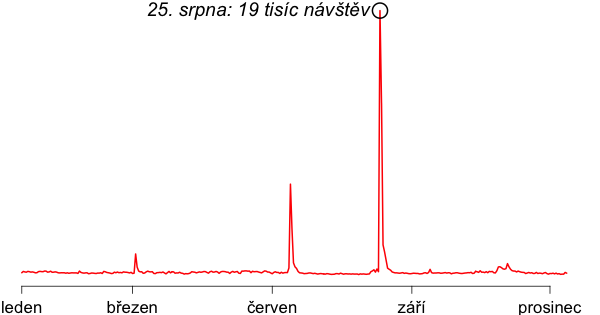 25. srpna: 19 tisíc návštěv
leden březen červen září prosinec